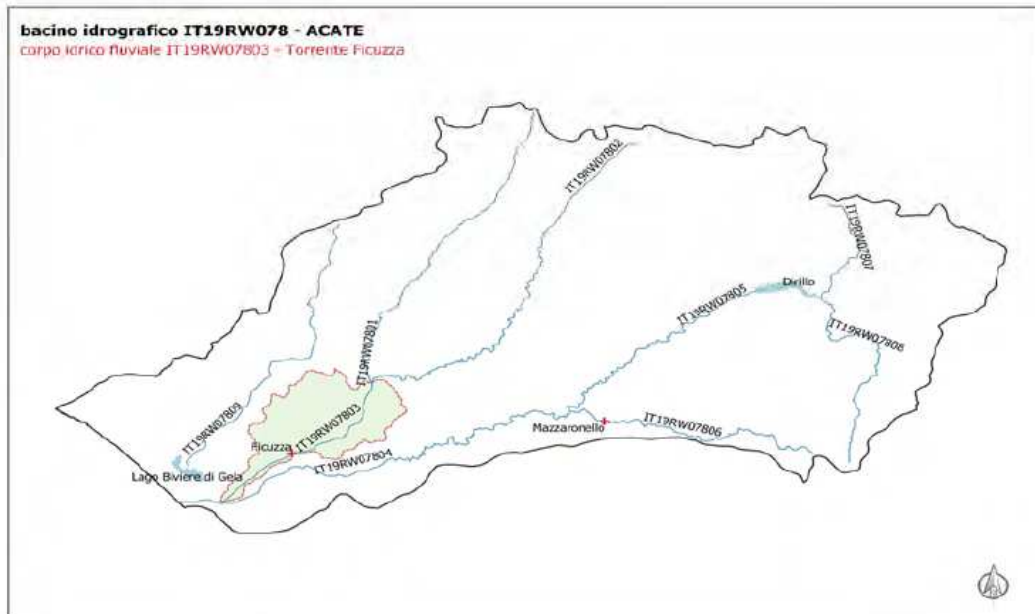 bacino idrografico IT19RW078 - ACATE
corpo idrico fluviale IT19RW07803 - Torrente Ficuzza
IT19RW07802
IT19RW07807
Dirillo
IT19RW07805
IT19RW07808
IT19RW07801
IT19RW07809
IT19RW07803
Ficuzza
IT19RW07806
Mazzaronello
IT19RW07804
Lago Biviere di Gela